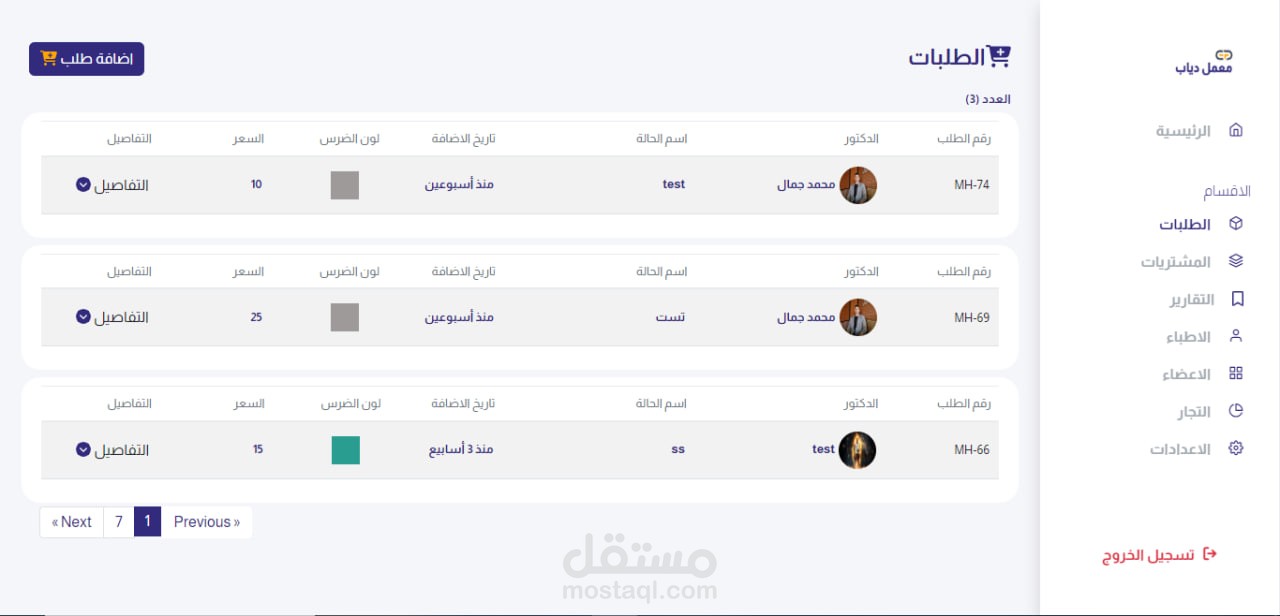 معمل دياب
الرئيسية
الاقسام
الطلبات
المشتريات
التقارير
الاطباء
الاعضاء
التجار
الاعدادات
تسجيل الخروج
الطلبات
اضافة طلب
العدد (3)
رقم الطلب الدكتور اسم الحالة تاريخ الاضافة لون الضرس السعر التفاصيل
MH-74 محمد جمال test منذ أسبوعين 10 التفاصيل
رقم الطلب الدكتور اسم الحالة تاريخ الاضافة لون الضرس السعر التفاصيل
MH-69 محمد جمال تست منذ أسبوعين 25 التفاصيل
رقم الطلب الدكتور اسم الحالة تاريخ الاضافة لون الضرس السعر التفاصيل
MH-66 test ss منذ 3 أسابيع 15 التفاصيل
« Next 7 1 Previous »
مستقل
mostaql.com